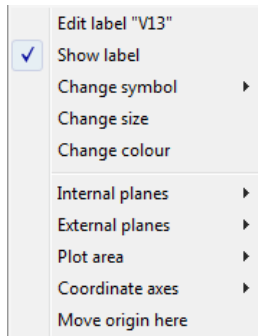 Edit label "V13"
Show label
Change symbol
Change size
Change colour
Internal planes
External planes
Plot area
Coordinate axes
Move origin here